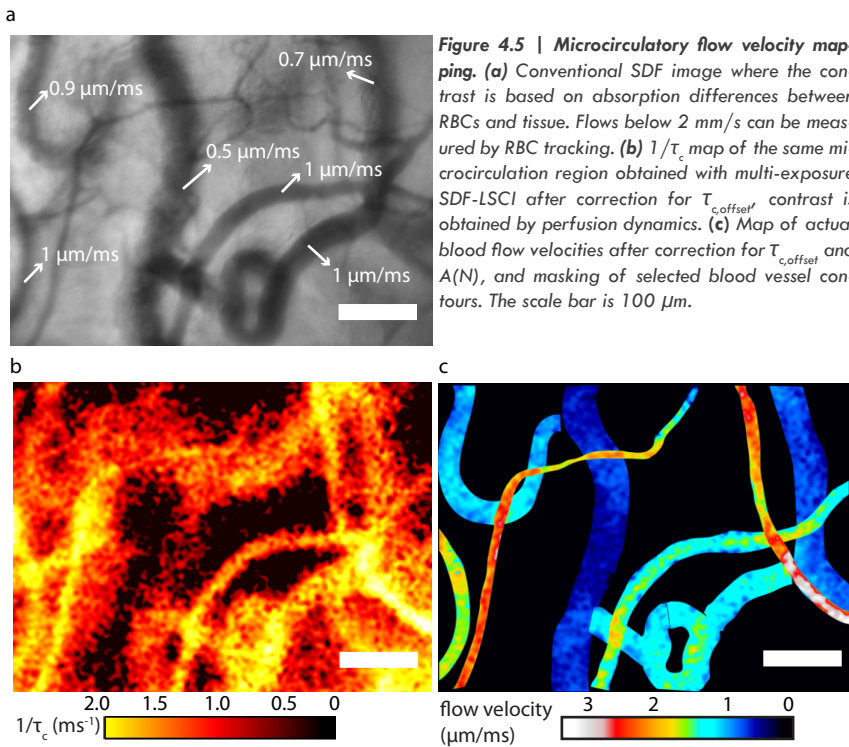 a
0.9 µm/ms
0.7 µm/ms
0.5 µm/ms
1 µm/ms
1 µm/ms
1 µm/ms
Figure 4.5 | Microcirculatory flow velocity map-
ping. (a) Conventional SDF image where the con-
trast is based on absorption differences between
RBCs and tissue. Flows below 2 mm/s can be meas-
ured by RBC tracking. (b) 1/τc map of the same mi-
crocirculation region obtained with multi-exposure
SDF-LSCI after correction for τc,offset, contrast i
obtained by perfusion dynamics. (c) Map of actua
blood flow velocities after correction for τc,offset and
A(N), and masking of selected blood vessel con-
tours. The scale bar is 100 µm.
b
c
2.0 1.5 1.0 0.5 0
1/τc (ms⁻¹)
flow velocity
(µm/ms)
3 2 1 0